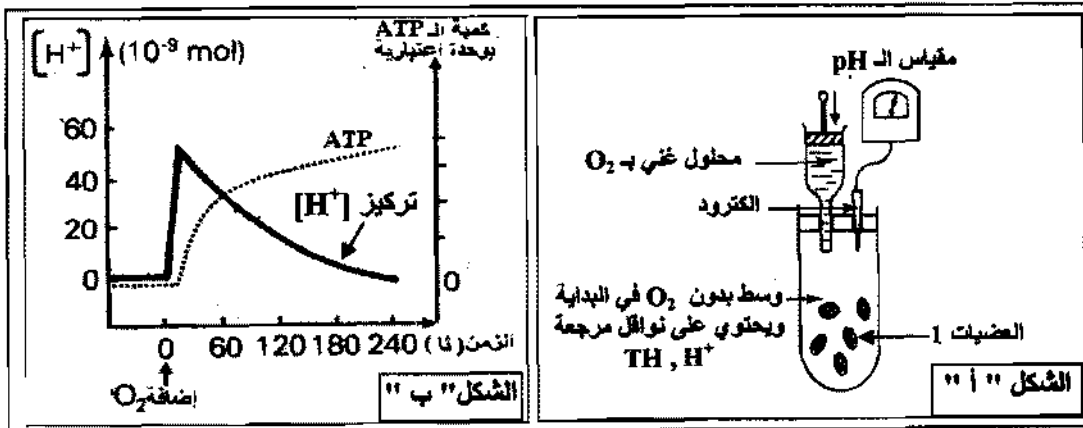 مقياس الـ pH
محلول غني بـ O₂
الكترود
وسط بدون O₂ في البداية
ويحتوي على نواقل مرجعة
TH , H⁺
العضيات 1
الشكل " أ "
[H⁺] (10⁻⁹ mol)
كمية الـ ATP
بوحدة إعتبارية
60
40
20
0
ATP
تركيز [H⁺]
0
0 60 120 180 240 الزمن (ثا)
إضافة O₂
الشكل " ب "